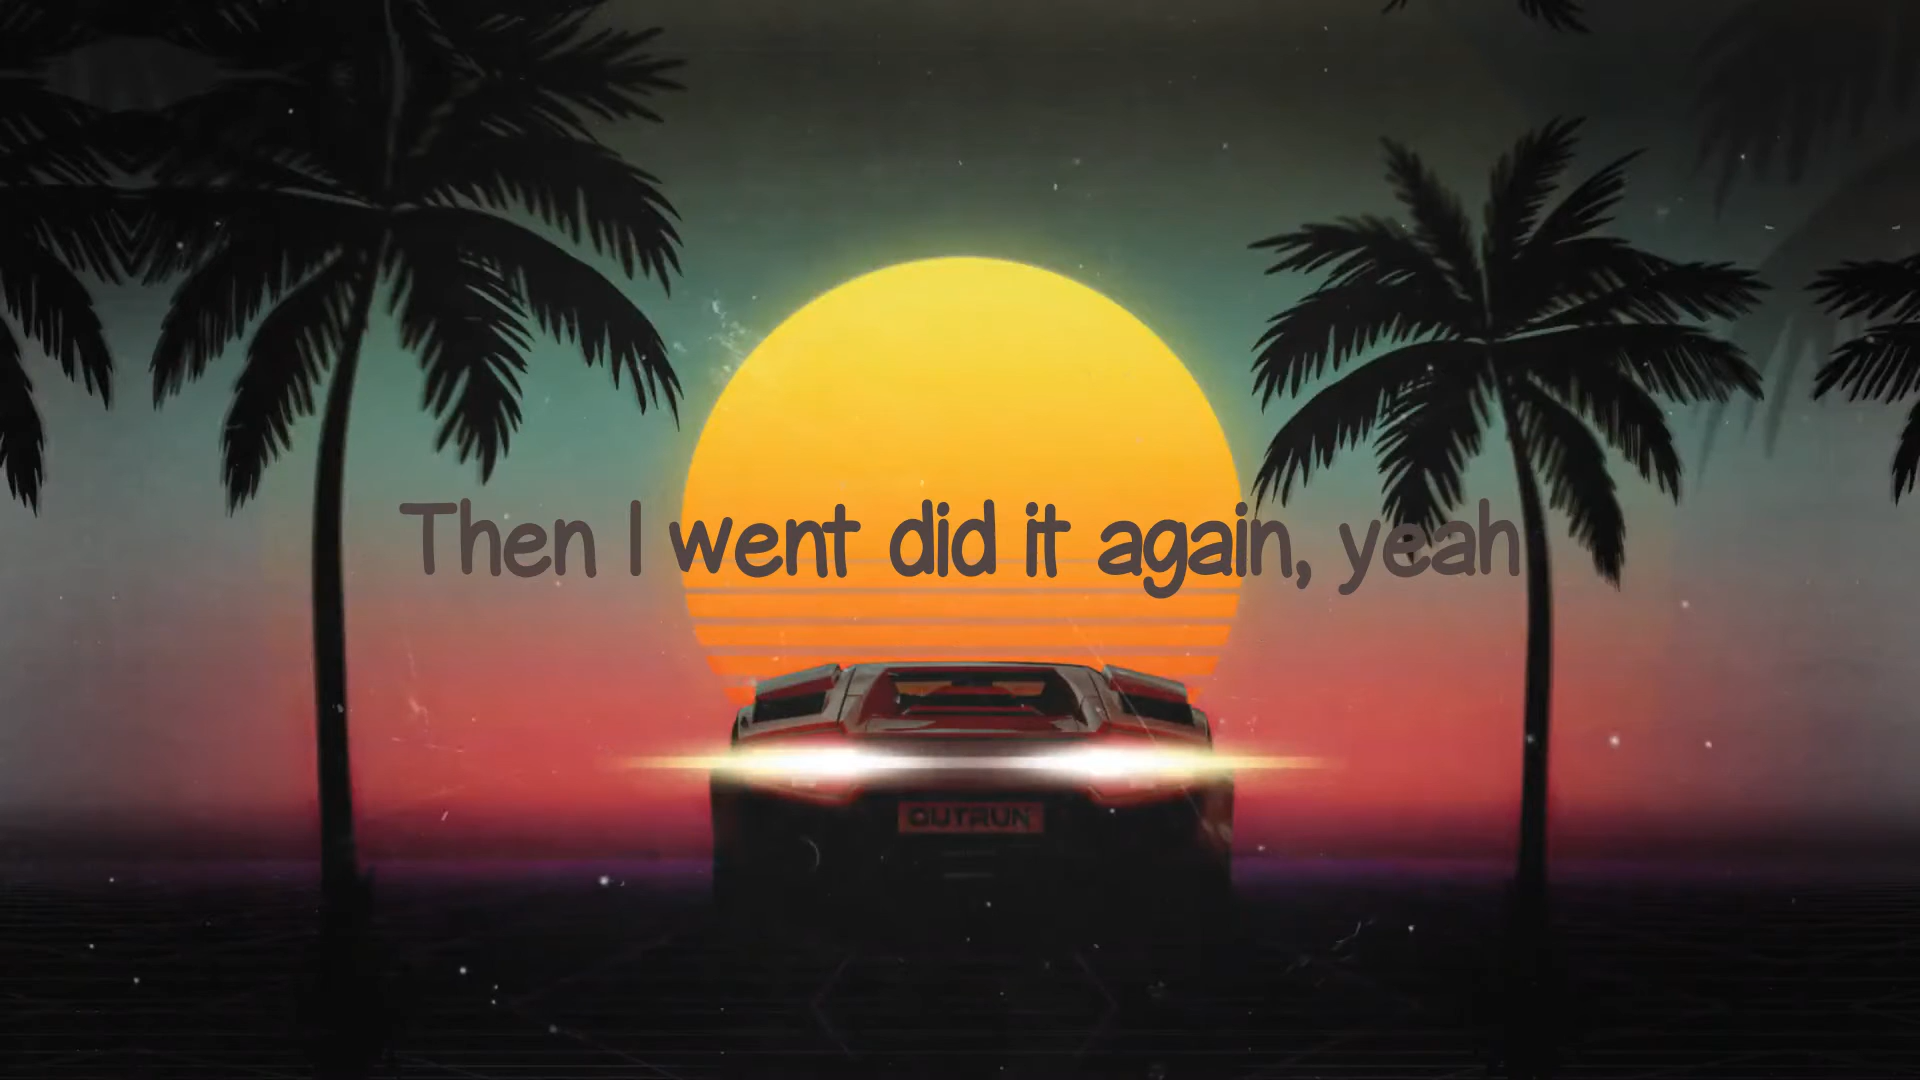 Then I went did it again, yeah
OUTRUN